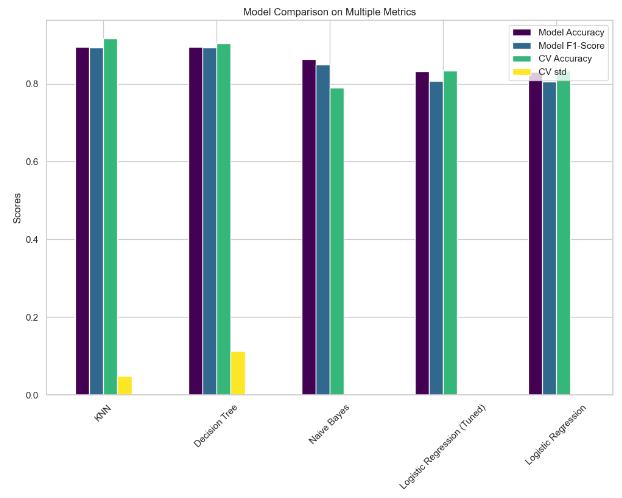 Model Comparison on Multiple Metrics
Model Accuracy
Model F1-Score
CV Accuracy
CV std
Scores
0.8
0.6
0.4
0.2
0.0
KNN
Decision Tree
Naive Bayes
Logistic Regression (Tuned)
Logistic Regression